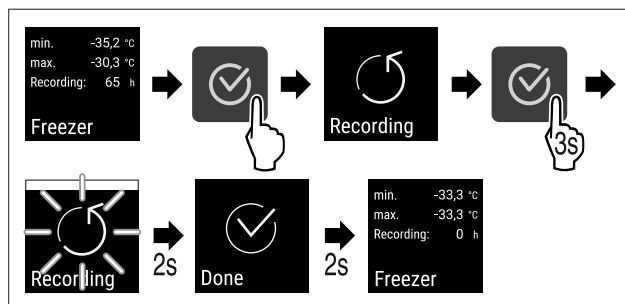 min. -35,2 °C
max. -30,3 °C
Recording: 65 h
Freezer
Recording
3s
Recording
2s
Done
2s
min. -33,3 °C
max. -33,3 °C
Recording: 0 h
Freezer